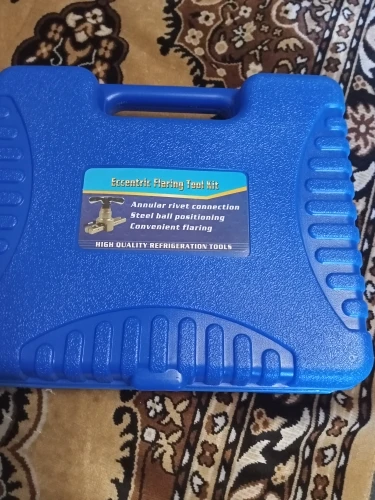 Eccentric Flaring Tool Kit
Annular rivet connection
Steel ball positioning
Convenient flaring
HIGH QUALITY REFRIGERATION TOOLS